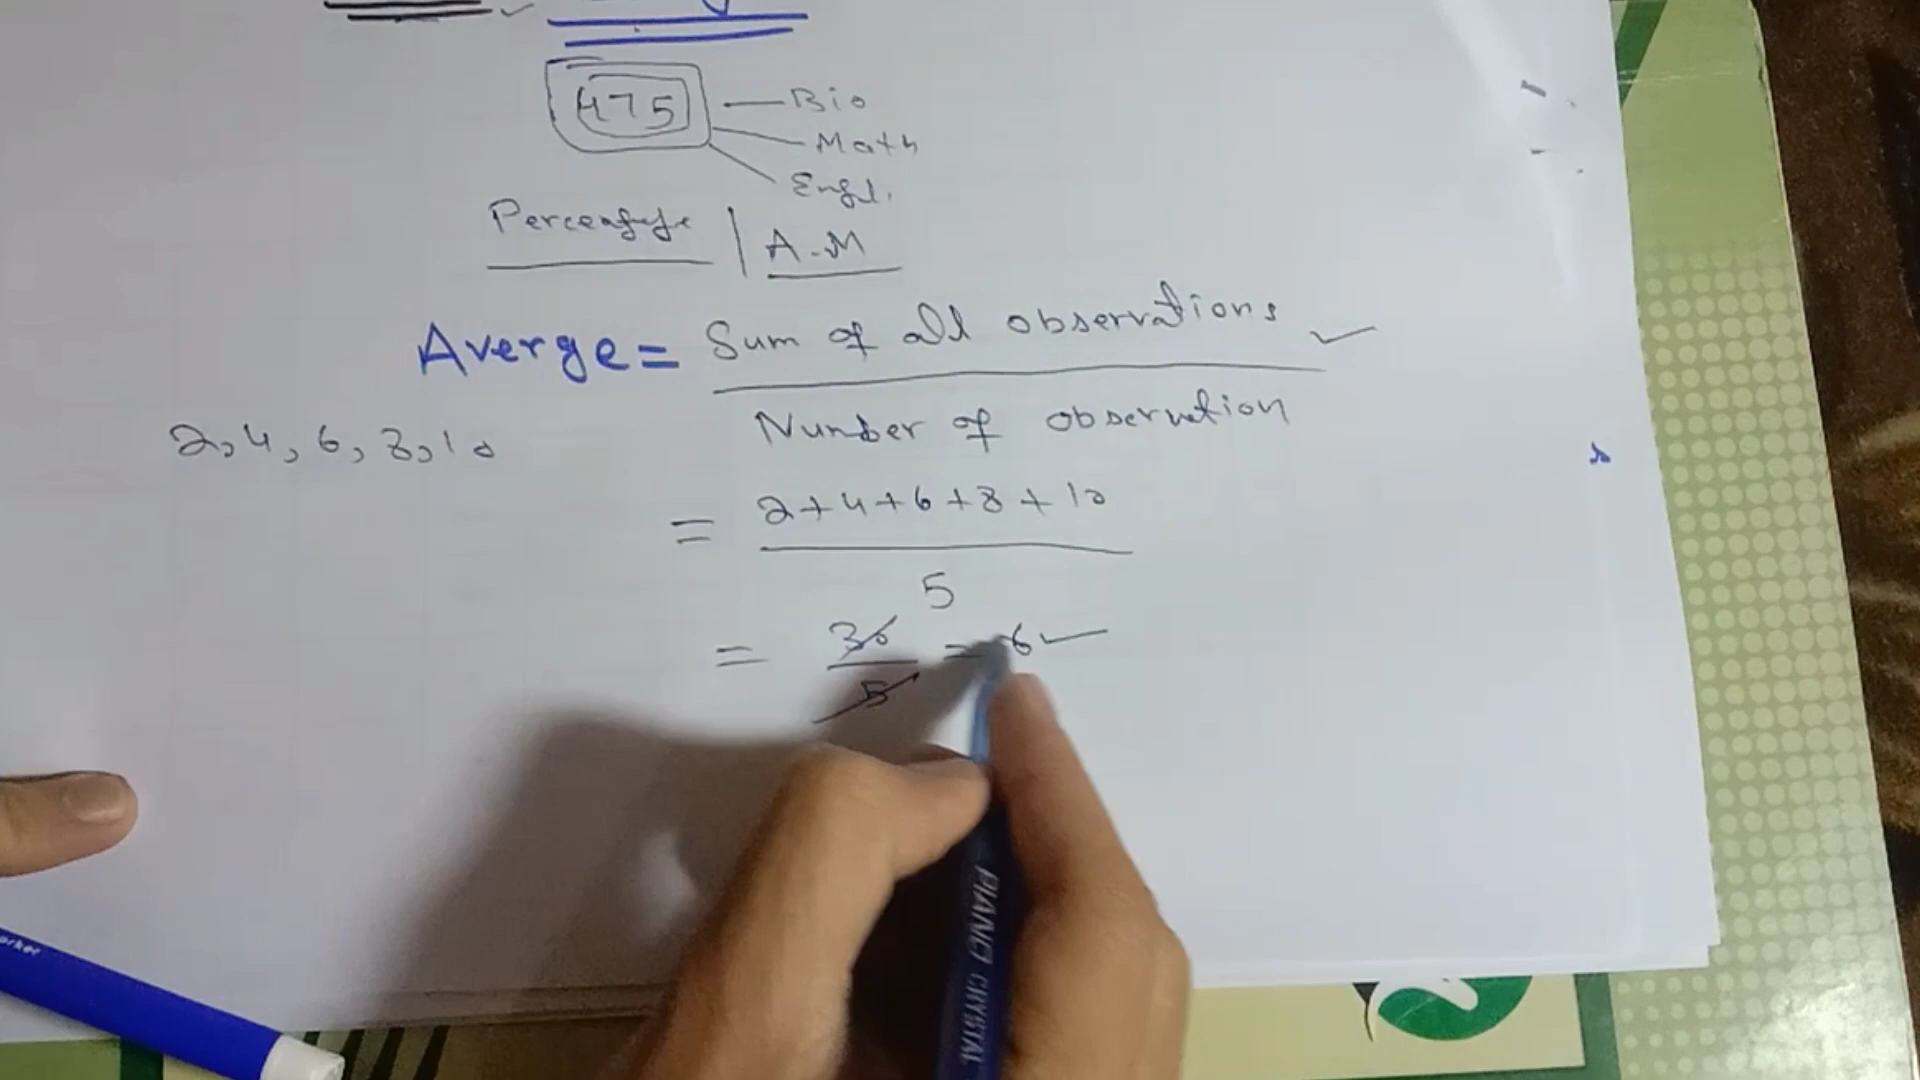 475
Bio
Math
Engl.
Percentage | A.M
Averge = Sum of all observations
Number of observation
2, 4, 6, 8, 10
= 2+4+6+8+10
5
= 30 = 6
5
PIANO CRYSTAL